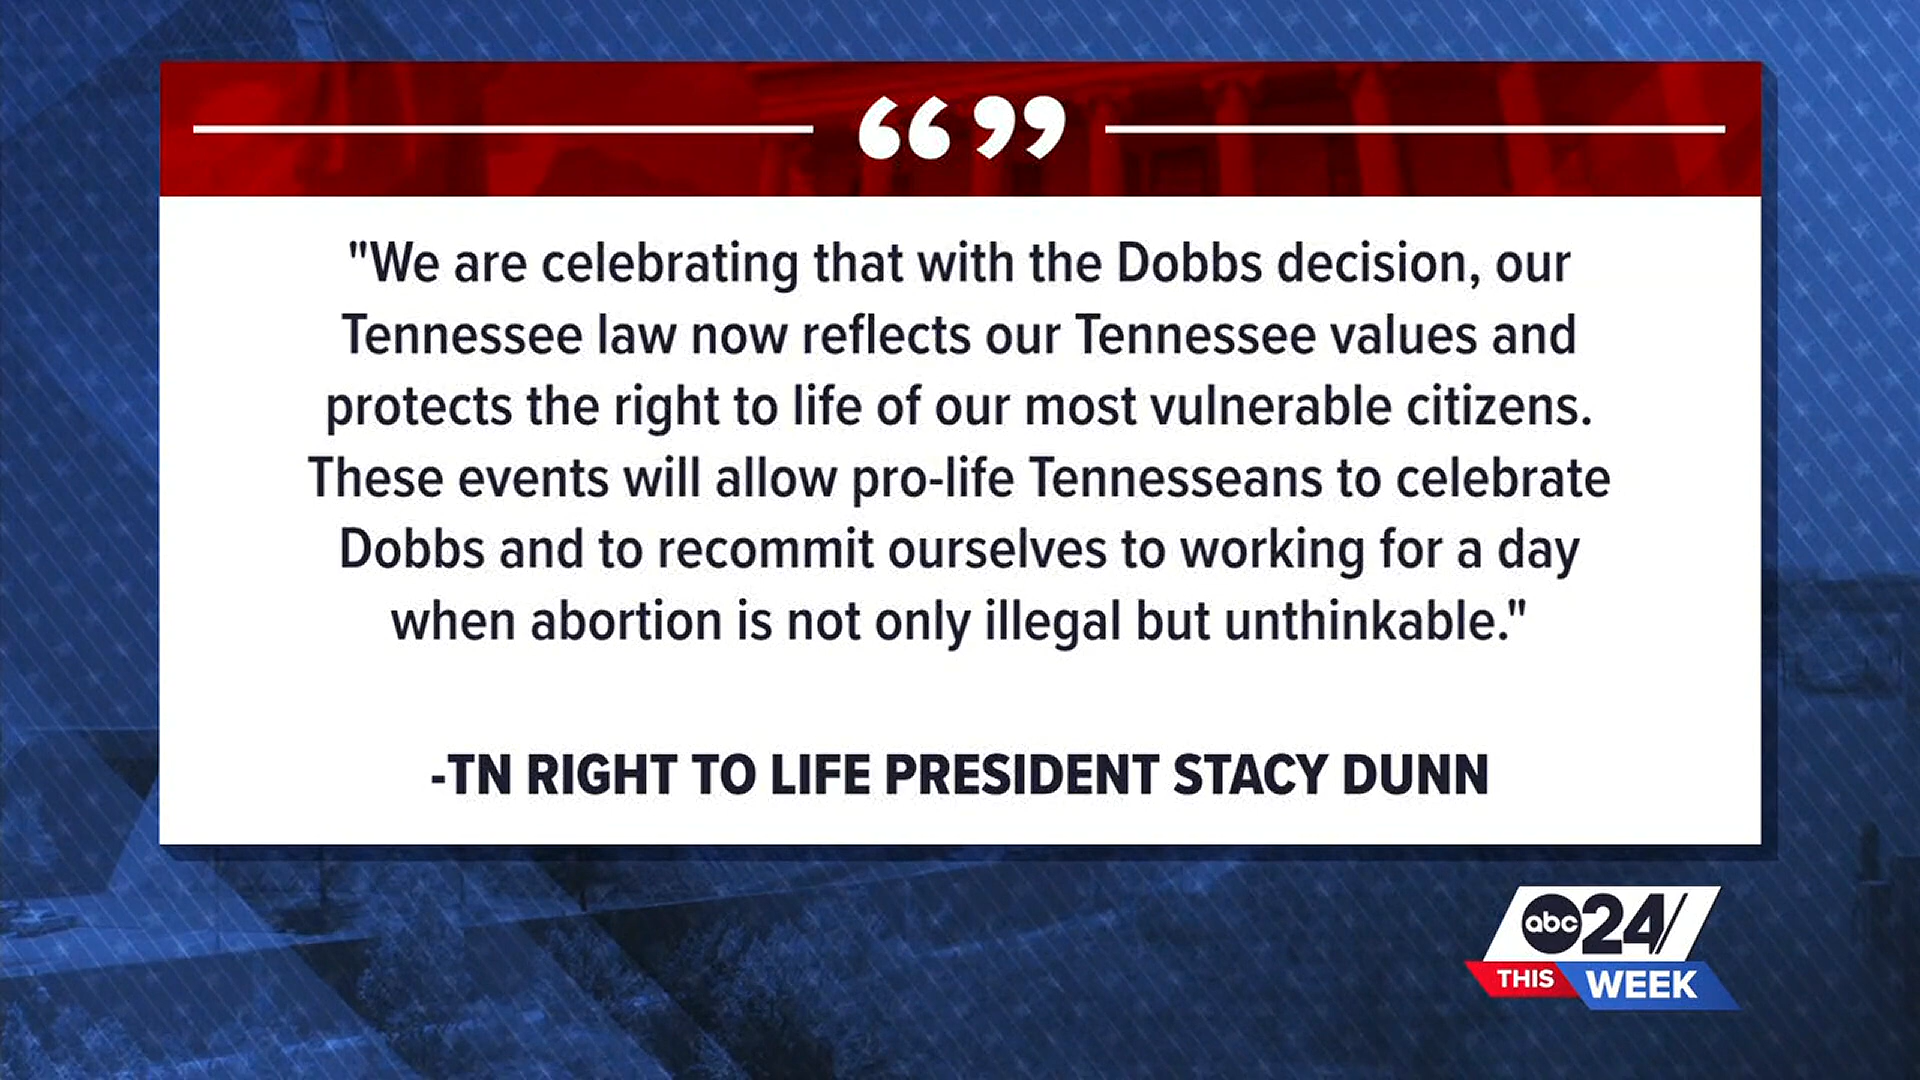 "We are celebrating that with the Dobbs decision, our
Tennessee law now reflects our Tennessee values and
protects the right to life of our most vulnerable citizens.
These events will allow pro-life Tennesseans to celebrate
Dobbs and to recommit ourselves to working for a day
when abortion is not only illegal but unthinkable."
-TN RIGHT TO LIFE PRESIDENT STACY DUNN
abc24/
THIS WEEK